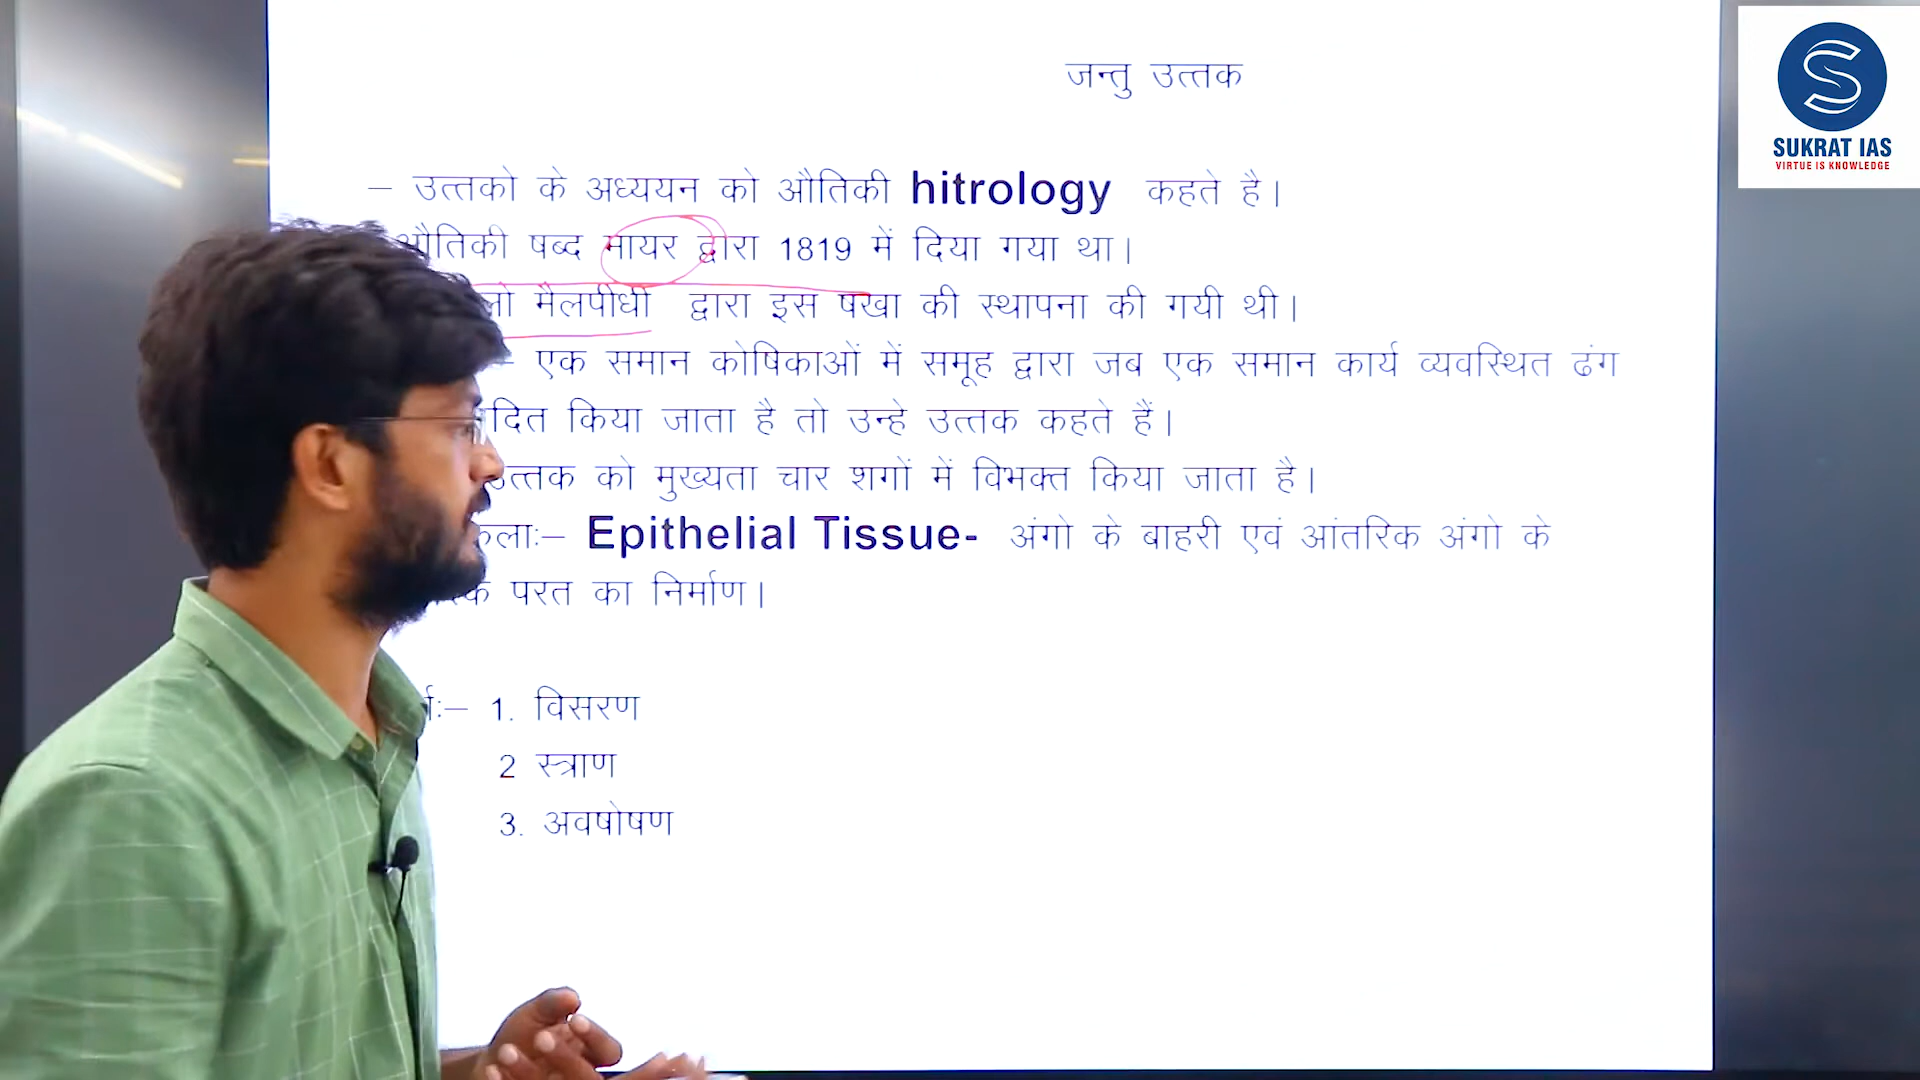 जन्तु उत्तक
SUKRAT IAS
VIRTUE IS KNOWLEDGE
– उत्तको के अध्ययन को औतिकी hitrology कहते है।
औतिकी षब्द मायर द्वारा 1819 में दिया गया था।
मैलपीधी द्वारा इस षखा की स्थापना की गयी थी।
– एक समान कोषिकाओं में समूह द्वारा जब एक समान कार्य व्यवस्थित ढंग
किया जाता है तो उन्हे उत्तक कहते हैं।
उत्तक को मुख्यता चार शगों में विभक्त किया जाता है।
Epithelial Tissue- अंगो के बाहरी एवं आंतरिक अंगो के
परत का निर्माण।
1. विसरण
2 स्त्राण
3. अवषोषण